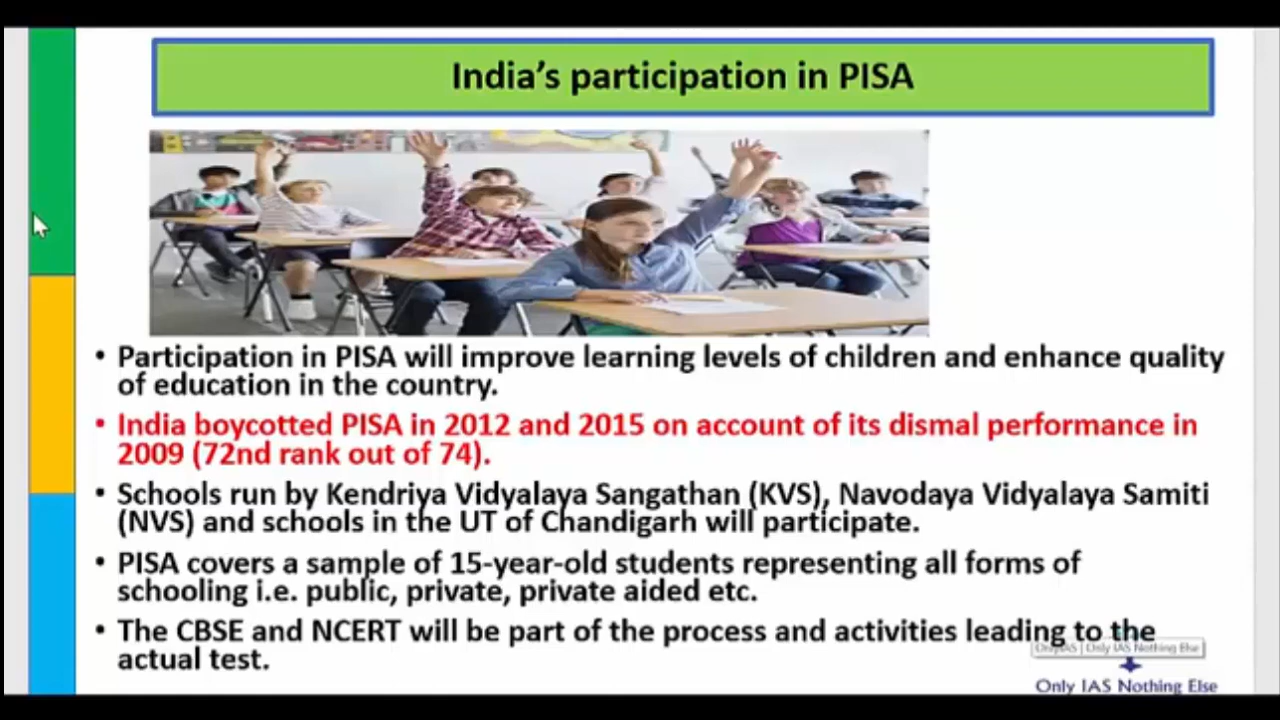 India's participation in PISA
• Participation in PISA will improve learning levels of children and enhance quality
of education in the country.
• India boycotted PISA in 2012 and 2015 on account of its dismal performance in
2009 (72nd rank out of 74).
• Schools run by Kendriya Vidyalaya Sangathan (KVS), Navodaya Vidyalaya Samiti
(NVS) and schools in the UT of Chandigarh will participate.
• PISA covers a sample of 15-year-old students representing all forms of
schooling i.e. public, private, private aided etc.
• The CBSE and NCERT will be part of the process and activities leading to the
actual test.
OnlyIAS | Only IAS Nothing Else
Only IAS Nothing Else